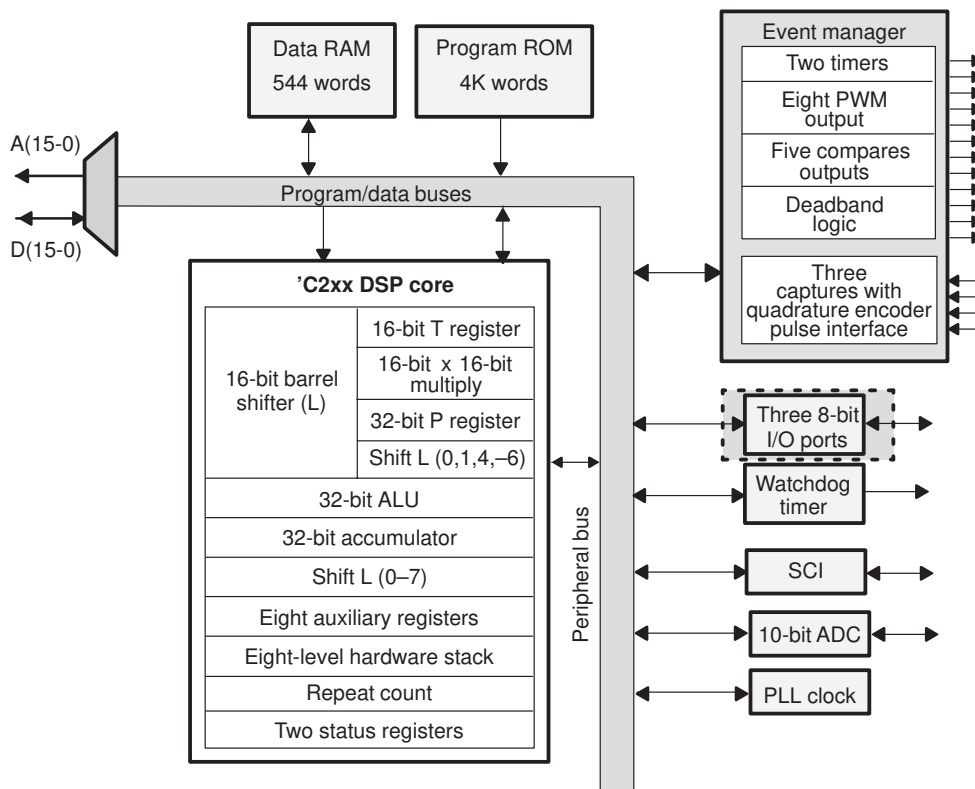 Data RAM
544 words
Program ROM
4K words
Event manager
Two timers
Eight PWM
output
Five compares
outputs
Deadband
logic
Three
captures with
quadrature encoder
pulse interface
A(15-0)
D(15-0)
Program/data buses
’C2xx DSP core
16-bit barrel
shifter (L)
16-bit T register
16-bit x 16-bit
multiply
32-bit P register
Shift L (0,1,4,–6)
32-bit ALU
32-bit accumulator
Shift L (0–7)
Eight auxiliary registers
Eight-level hardware stack
Repeat count
Two status registers
Peripheral bus
Three 8-bit
I/O ports
Watchdog
timer
SCI
10-bit ADC
PLL clock